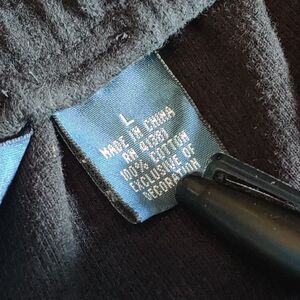 L
MADE IN CHINA
RN 41381
100% COTTON
EXCLUSIVE OF
DECORATION